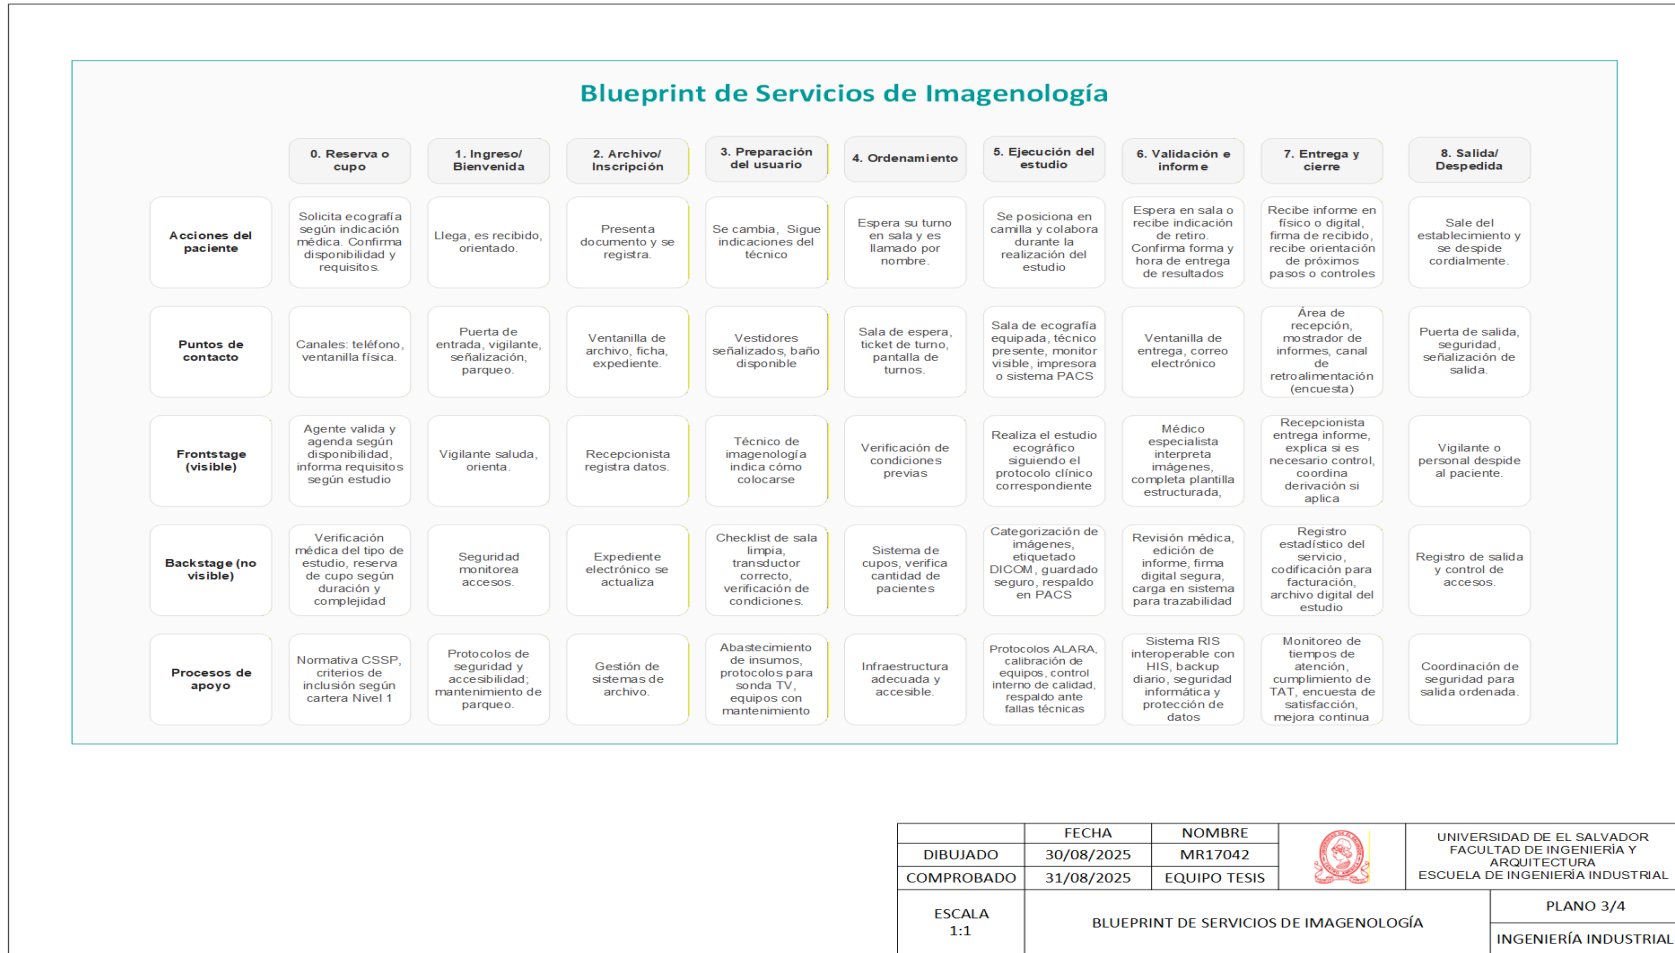 Blueprint de Servicios de Imagenología
0. Reserva o
cupo
1. Ingreso/
Bienvenida
2. Archivo/
Inscripción
3. Preparación
del usuario
4. Ordenamiento
5. Ejecución del
estudio
6. Validación e
informe
7. Entrega y
cierre
8. Salida/
Despedida
Acciones del
paciente
Solicita ecografía
según indicación
médica. Confirma
disponibilidad y
requisitos.
Llega, es recibido,
orientado.
Presenta
documento y se
registra.
Se cambia, Sigue
indicaciones del
técnico
Espera su turno
en sala y es
llamado por
nombre.
Se posiciona en
camilla y colabora
durante la
realización del
estudio
Espera en sala o
recibe indicación
de retiro.
Confirma forma y
hora de entrega
de resultados
Recibe informe en
físico o digital,
firma de recibido,
recibe orientación
de próximos
pasos o controles
Sale del
establecimiento y
se despide
cordialmente.
Puntos de
contacto
Canales: teléfono,
ventanilla física.
Puerta de
entrada, vigilante,
señalización,
parqueo.
Ventanilla de
archivo, ficha,
expediente.
Vestidores
señalizados, baño
disponible
Sala de espera,
ticket de turno,
pantalla de
turnos.
Sala de ecografía
equipada, técnico
presente, monitor
visible, impresora
o sistema PACS
Ventanilla de
entrega, correo
electrónico
Área de
recepción,
mostrador de
informes, canal
de
retroalimentación
(encuesta)
Puerta de salida,
seguridad,
señalización de
salida.
Frontstage
(visible)
Agente valida y
agenda según
disponibilidad,
informa requisitos
según estudio
Vigilante saluda,
orienta.
Recepcionista
registra datos.
Técnico de
imagenología
indica cómo
colocarse
Verificación de
condiciones
previas
Realiza el estudio
ecográfico
siguiendo el
protocolo clínico
correspondiente
Médico
especialista
interpreta
imágenes,
completa plantilla
estructurada,
Recepcionista
entrega informe,
explica si es
necesario control,
coordina
derivación si
aplica
Vigilante o
personal despide
al paciente.
Backstage (no
visible)
Verificación
médica del tipo de
estudio, reserva
de cupo según
duración y
complejidad
Seguridad
monitorea
accesos.
Expediente
electrónico se
actualiza
Checklist de sala
limpia,
transductor
correcto,
verificación de
condiciones.
Sistema de
cupos, verifica
cantidad de
pacientes
Categorización de
imágenes,
etiquetado
DICOM, guardado
seguro, respaldo
en PACS
Revisión médica,
edición de
informe, firma
digital segura,
carga en sistema
para trazabilidad
Registro
estadístico del
servicio,
codificación para
facturación,
archivo digital del
estudio
Registro de salida
y control de
accesos.
Procesos de
apoyo
Normativa CSSP,
criterios de
inclusión según
cartera Nivel 1
Protocolos de
seguridad y
accesibilidad;
mantenimiento de
parqueo.
Gestión de
sistemas de
archivo.
Abastecimiento
de insumos,
protocolos para
sonda TV,
equipos con
mantenimiento
Infraestructura
adecuada y
accesible.
Protocolos ALARA,
calibración de
equipos, control
interno de calidad,
respaldo ante
fallas técnicas
Sistema RIS
interoperable con
HIS, backup
diario, seguridad
informática y
protección de
datos
Monitoreo de
tiempos de
atención,
cumplimiento de
TAT, encuesta de
satisfacción,
mejora continua
Coordinación de
seguridad para
salida ordenada.
FECHA
NOMBRE
DIBUJADO
30/08/2025
MR17042
COMPROBADO
31/08/2025
EQUIPO TESIS
UNIVERSIDAD DE EL SALVADOR
FACULTAD DE INGENIERÍA Y
ARQUITECTURA
ESCUELA DE INGENIERÍA INDUSTRIAL
ESCALA
1:1
BLUEPRINT DE SERVICIOS DE IMAGENOLOGÍA
PLANO 3/4
INGENIERÍA INDUSTRIAL